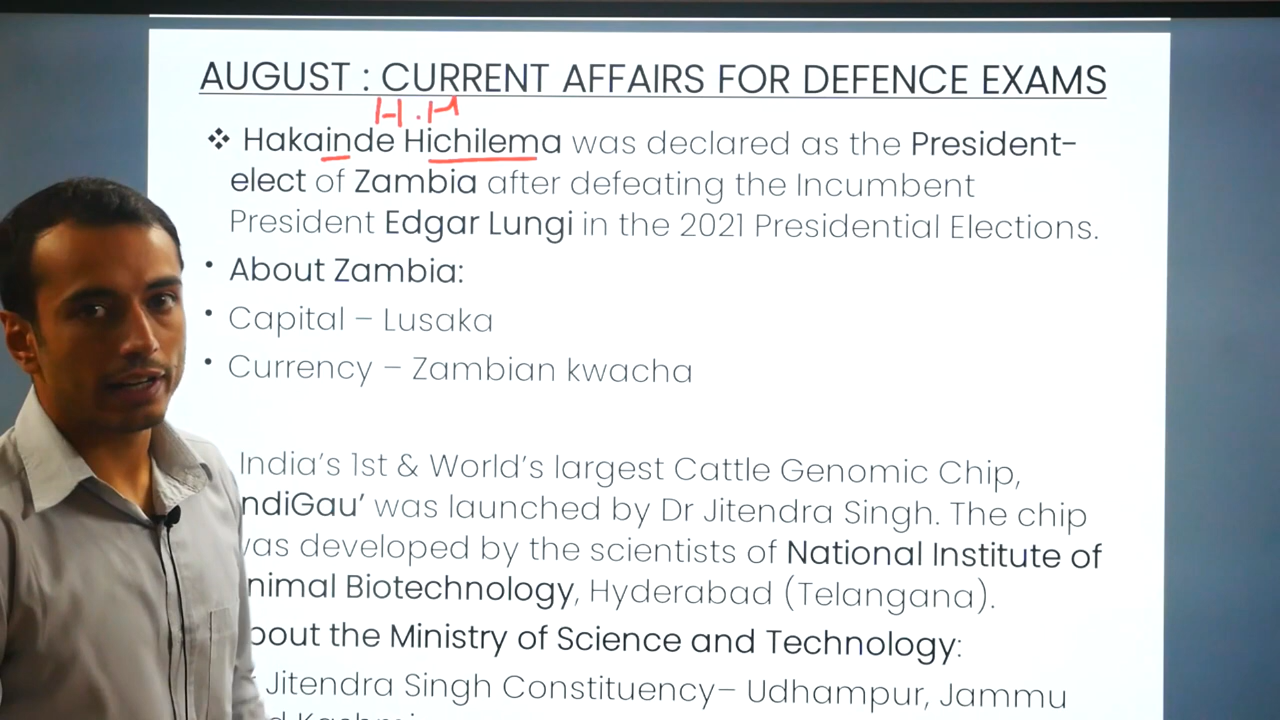 AUGUST : CURRENT AFFAIRS FOR DEFENCE EXAMS
H.H
❖ Hakainde Hichilema was declared as the President-
elect of Zambia after defeating the Incumbent
President Edgar Lungi in the 2021 Presidential Elections.
• About Zambia:
• Capital – Lusaka
• Currency – Zambian kwacha
India's 1st & World's largest Cattle Genomic Chip,
ndiGau' was launched by Dr Jitendra Singh. The chip
was developed by the scientists of National Institute of
nimal Biotechnology, Hyderabad (Telangana).
bout the Ministry of Science and Technology:
Jitendra Singh Constituency– Udhampur, Jammu